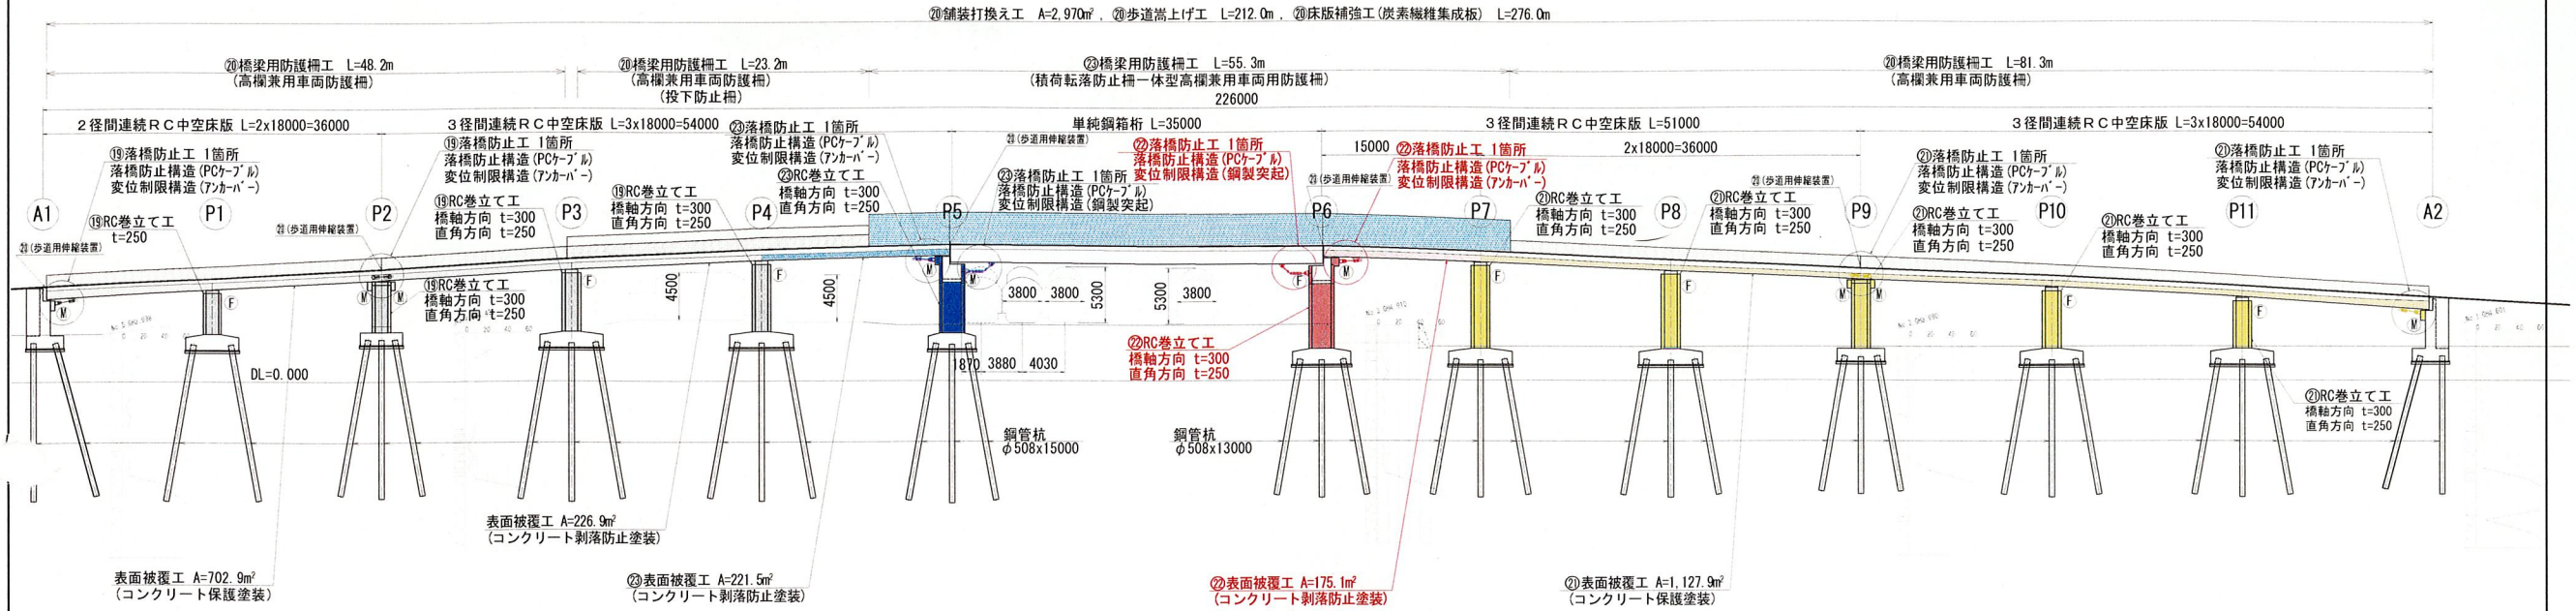 ⑳舗装打換え工 A=2,970㎡ , ⑳歩道嵩上げ工 L=212.0m , ⑳床版補強工(炭素繊維集成板) L=276.0m
⑳橋梁用防護柵工 L=48.2m
(高欄兼用車両防護柵)
⑳橋梁用防護柵工 L=23.2m
(高欄兼用車両防護柵)
(投下防止柵)
㉓橋梁用防護柵工 L=55.3m
(積荷転落防止柵一体型高欄兼用車両用防護柵)
⑳橋梁用防護柵工 L=81.3m
(高欄兼用車両防護柵)
226000
2径間連続RC中空床版 L=2x18000=36000
3径間連続RC中空床版 L=3x18000=54000
単純鋼箱桁 L=35000
3径間連続RC中空床版 L=51000
3径間連続RC中空床版 L=3x18000=54000
15000
2x18000=36000
⑲落橋防止工 1箇所
落橋防止構造(PCケーブル)
変位制限構造(アンカーバー)
⑲落橋防止工 1箇所
落橋防止構造(PCケーブル)
変位制限構造(アンカーバー)
㉓落橋防止工 1箇所
落橋防止構造(PCケーブル)
変位制限構造(アンカーバー)
㉓落橋防止工 1箇所
落橋防止構造(PCケーブル)
変位制限構造(鋼製突起)
㉒落橋防止工 1箇所
落橋防止構造(PCケーブル)
変位制限構造(鋼製突起)
㉒落橋防止工 1箇所
落橋防止構造(PCケーブル)
変位制限構造(アンカーバー)
㉑落橋防止工 1箇所
落橋防止構造(PCケーブル)
変位制限構造(アンカーバー)
㉑落橋防止工 1箇所
落橋防止構造(PCケーブル)
変位制限構造(アンカーバー)
(歩道用伸縮装置)
(歩道用伸縮装置)
(歩道用伸縮装置)
(歩道用伸縮装置)
(歩道用伸縮装置)
A1
P1
P2
P3
P4
P5
P6
P7
P8
P9
P10
P11
A2
⑲RC巻立て工
t=250
⑲RC巻立て工
橋軸方向 t=300
直角方向 t=250
⑲RC巻立て工
橋軸方向 t=300
直角方向 t=250
⑲RC巻立て工
橋軸方向 t=300
直角方向 t=250
㉓RC巻立て工
橋軸方向 t=300
直角方向 t=250
㉑RC巻立て工
橋軸方向 t=300
直角方向 t=250
㉑RC巻立て工
橋軸方向 t=300
直角方向 t=250
㉑RC巻立て工
橋軸方向 t=300
直角方向 t=250
㉑RC巻立て工
橋軸方向 t=300
直角方向 t=250
M
F
M
M
F
F
M
M
F
M
F
F
M
M
F
F
M
4500
4500
3800
3800
5300
5300
3800
1870
3880
4030
㉒RC巻立て工
橋軸方向 t=300
直角方向 t=250
㉑RC巻立て工
橋軸方向 t=300
直角方向 t=250
DL=0.000
鋼管杭
φ508x15000
鋼管杭
φ508x13000
表面被覆工 A=226.9㎡
(コンクリート剥落防止塗装)
表面被覆工 A=702.9㎡
(コンクリート保護塗装)
㉓表面被覆工 A=221.5㎡
(コンクリート剥落防止塗装)
㉒表面被覆工 A=175.1㎡
(コンクリート剥落防止塗装)
㉑表面被覆工 A=1,127.9㎡
(コンクリート保護塗装)